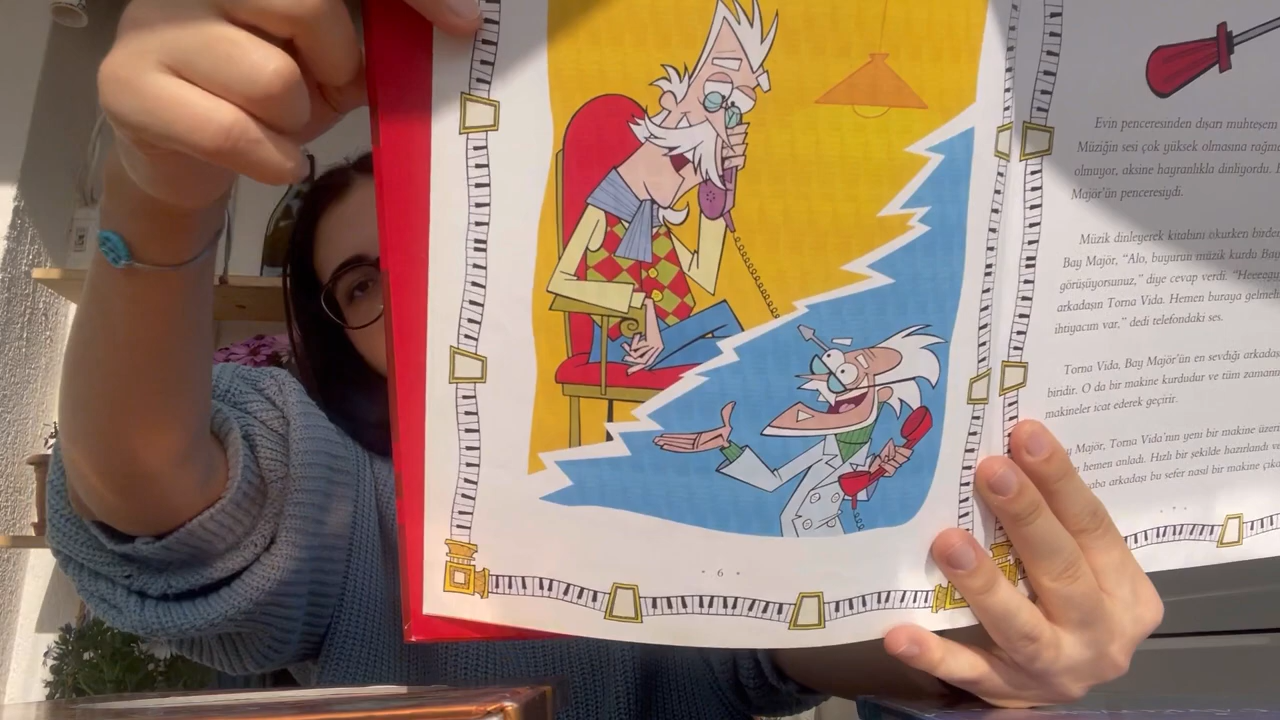 • 6 •
Evin penceresinden dışarı muhteşem
Müziğin sesi çok yüksek olmasına rağm
olmuyor, aksine hayranlıkla dinliyordu.
Majör'ün penceresiydi.
Müzik dinleyerek kitabını okurken birden
Bay Majör, "Alo, buyurun müzik kurdu Bay
görüşüyorsunuz," diye cevap verdi.
arkadaşın Torna Vida. Hemen buraya gelmel
ihtiyacım var," dedi telefondaki ses.
Torna Vida, Bay Majör'ün en sevdiği arkadaş
biridir. O da bir makine kurdudur ve tüm zamanı
makineler icat ederek geçirir.
Majör, Torna Vida'nın yeni bir makine üzeri
hemen anladı. Hızlı bir şekilde hazırlandı ve
arkadaşı bu sefer nasıl bir makine
• 7 •